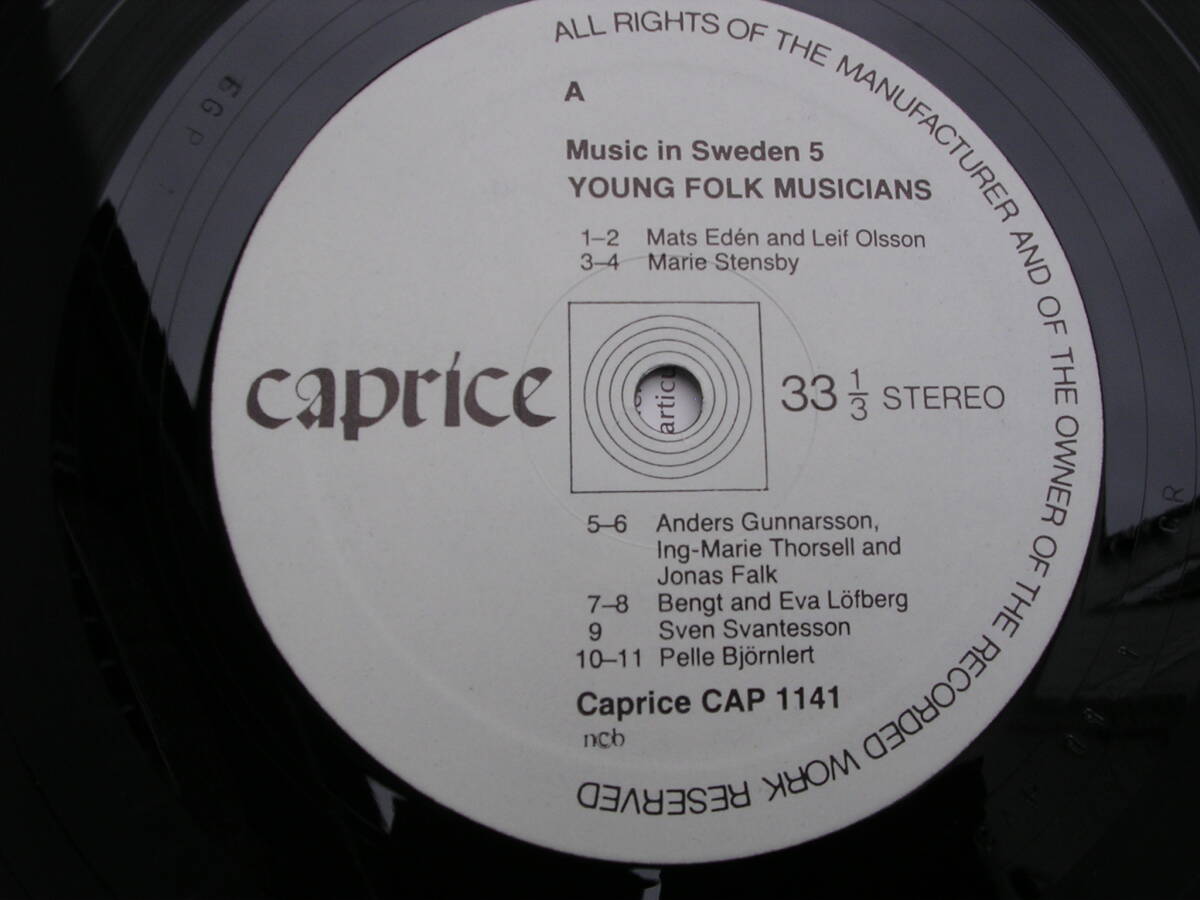 ALL RIGHTS OF THE MANUFACTURER AND OF THE OWNER OF THE RECORDED WORK RESERVED
A
Music in Sweden 5
YOUNG FOLK MUSICIANS
1–2 Mats Edén and Leif Olsson
3–4 Marie Stensby
caprice
33 1/3 STEREO
articu
5–6 Anders Gunnarsson,
Ing-Marie Thorsell and
Jonas Falk
7–8 Bengt and Eva Löfberg
9 Sven Svantesson
10–11 Pelle Björnlert
Caprice CAP 1141
ncb
EGP